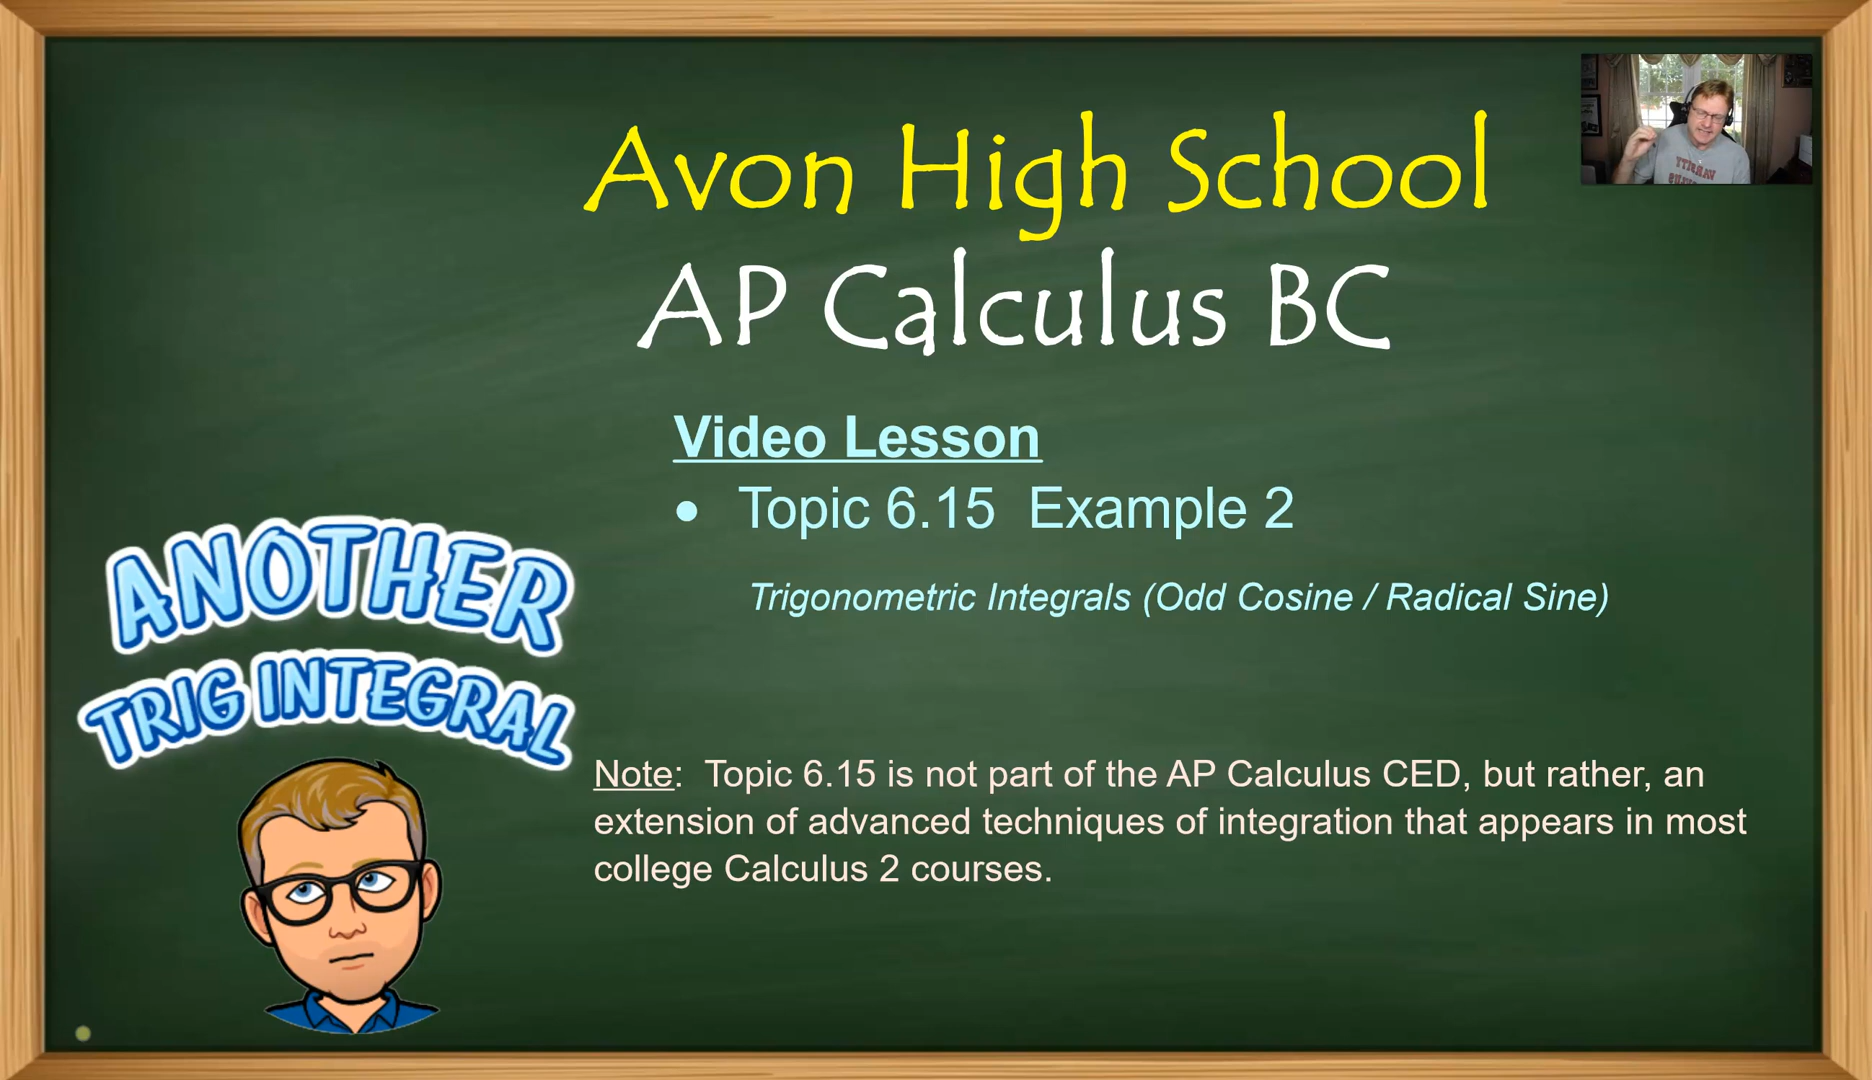 Avon High School
AP Calculus BC
Video Lesson
• Topic 6.15 Example 2
Trigonometric Integrals (Odd Cosine / Radical Sine)
ANOTHER
TRIG INTEGRAL
Note: Topic 6.15 is not part of the AP Calculus CED, but rather, an
extension of advanced techniques of integration that appears in most
college Calculus 2 courses.